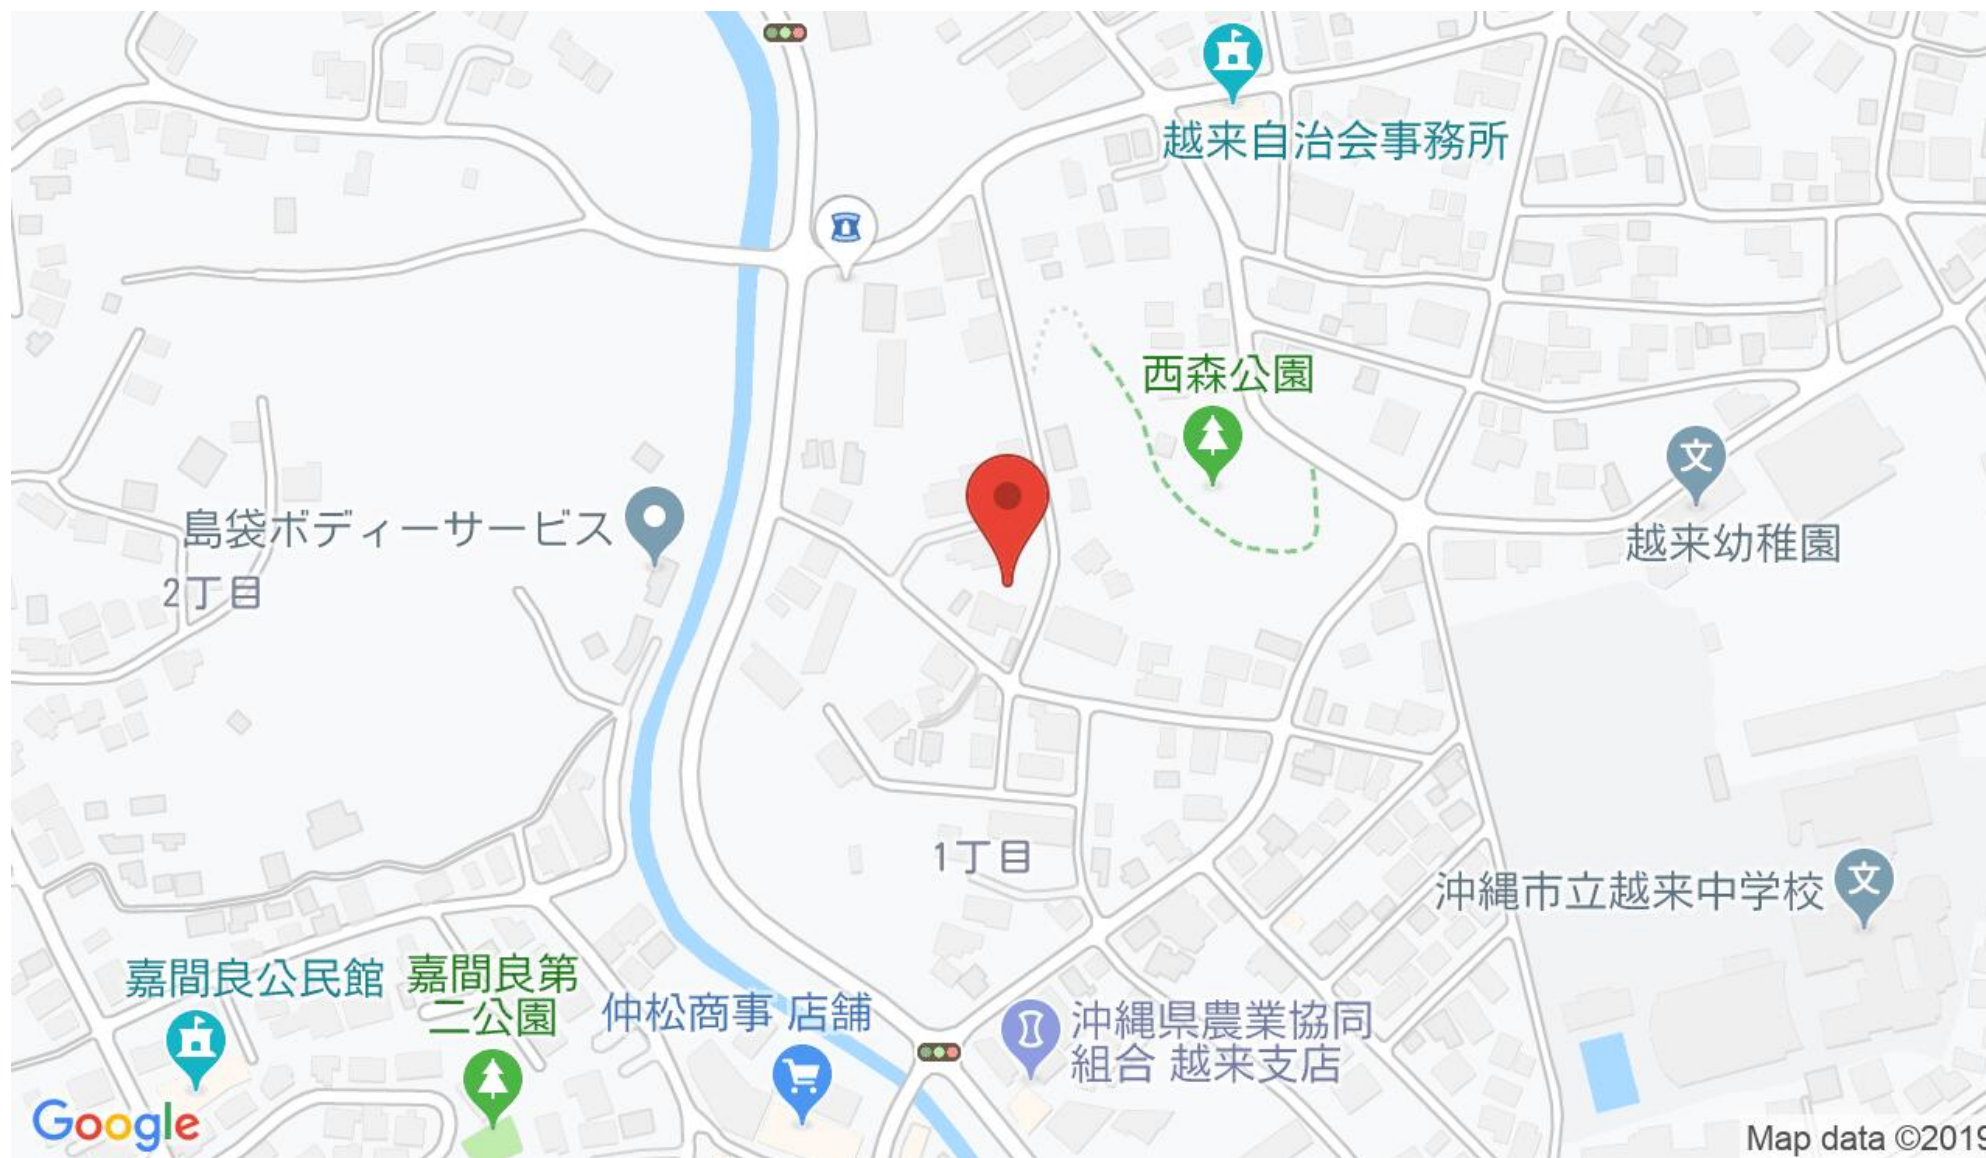 越来自治会事務所
西森公園
島袋ボディーサービス
2丁目
文
越来幼稚園
1丁目
沖縄市立越来中学校
文
嘉間良公民館
嘉間良第
二公園
仲松商事 店舗
沖縄県農業協同
組合 越来支店
Google
Map data ©2019